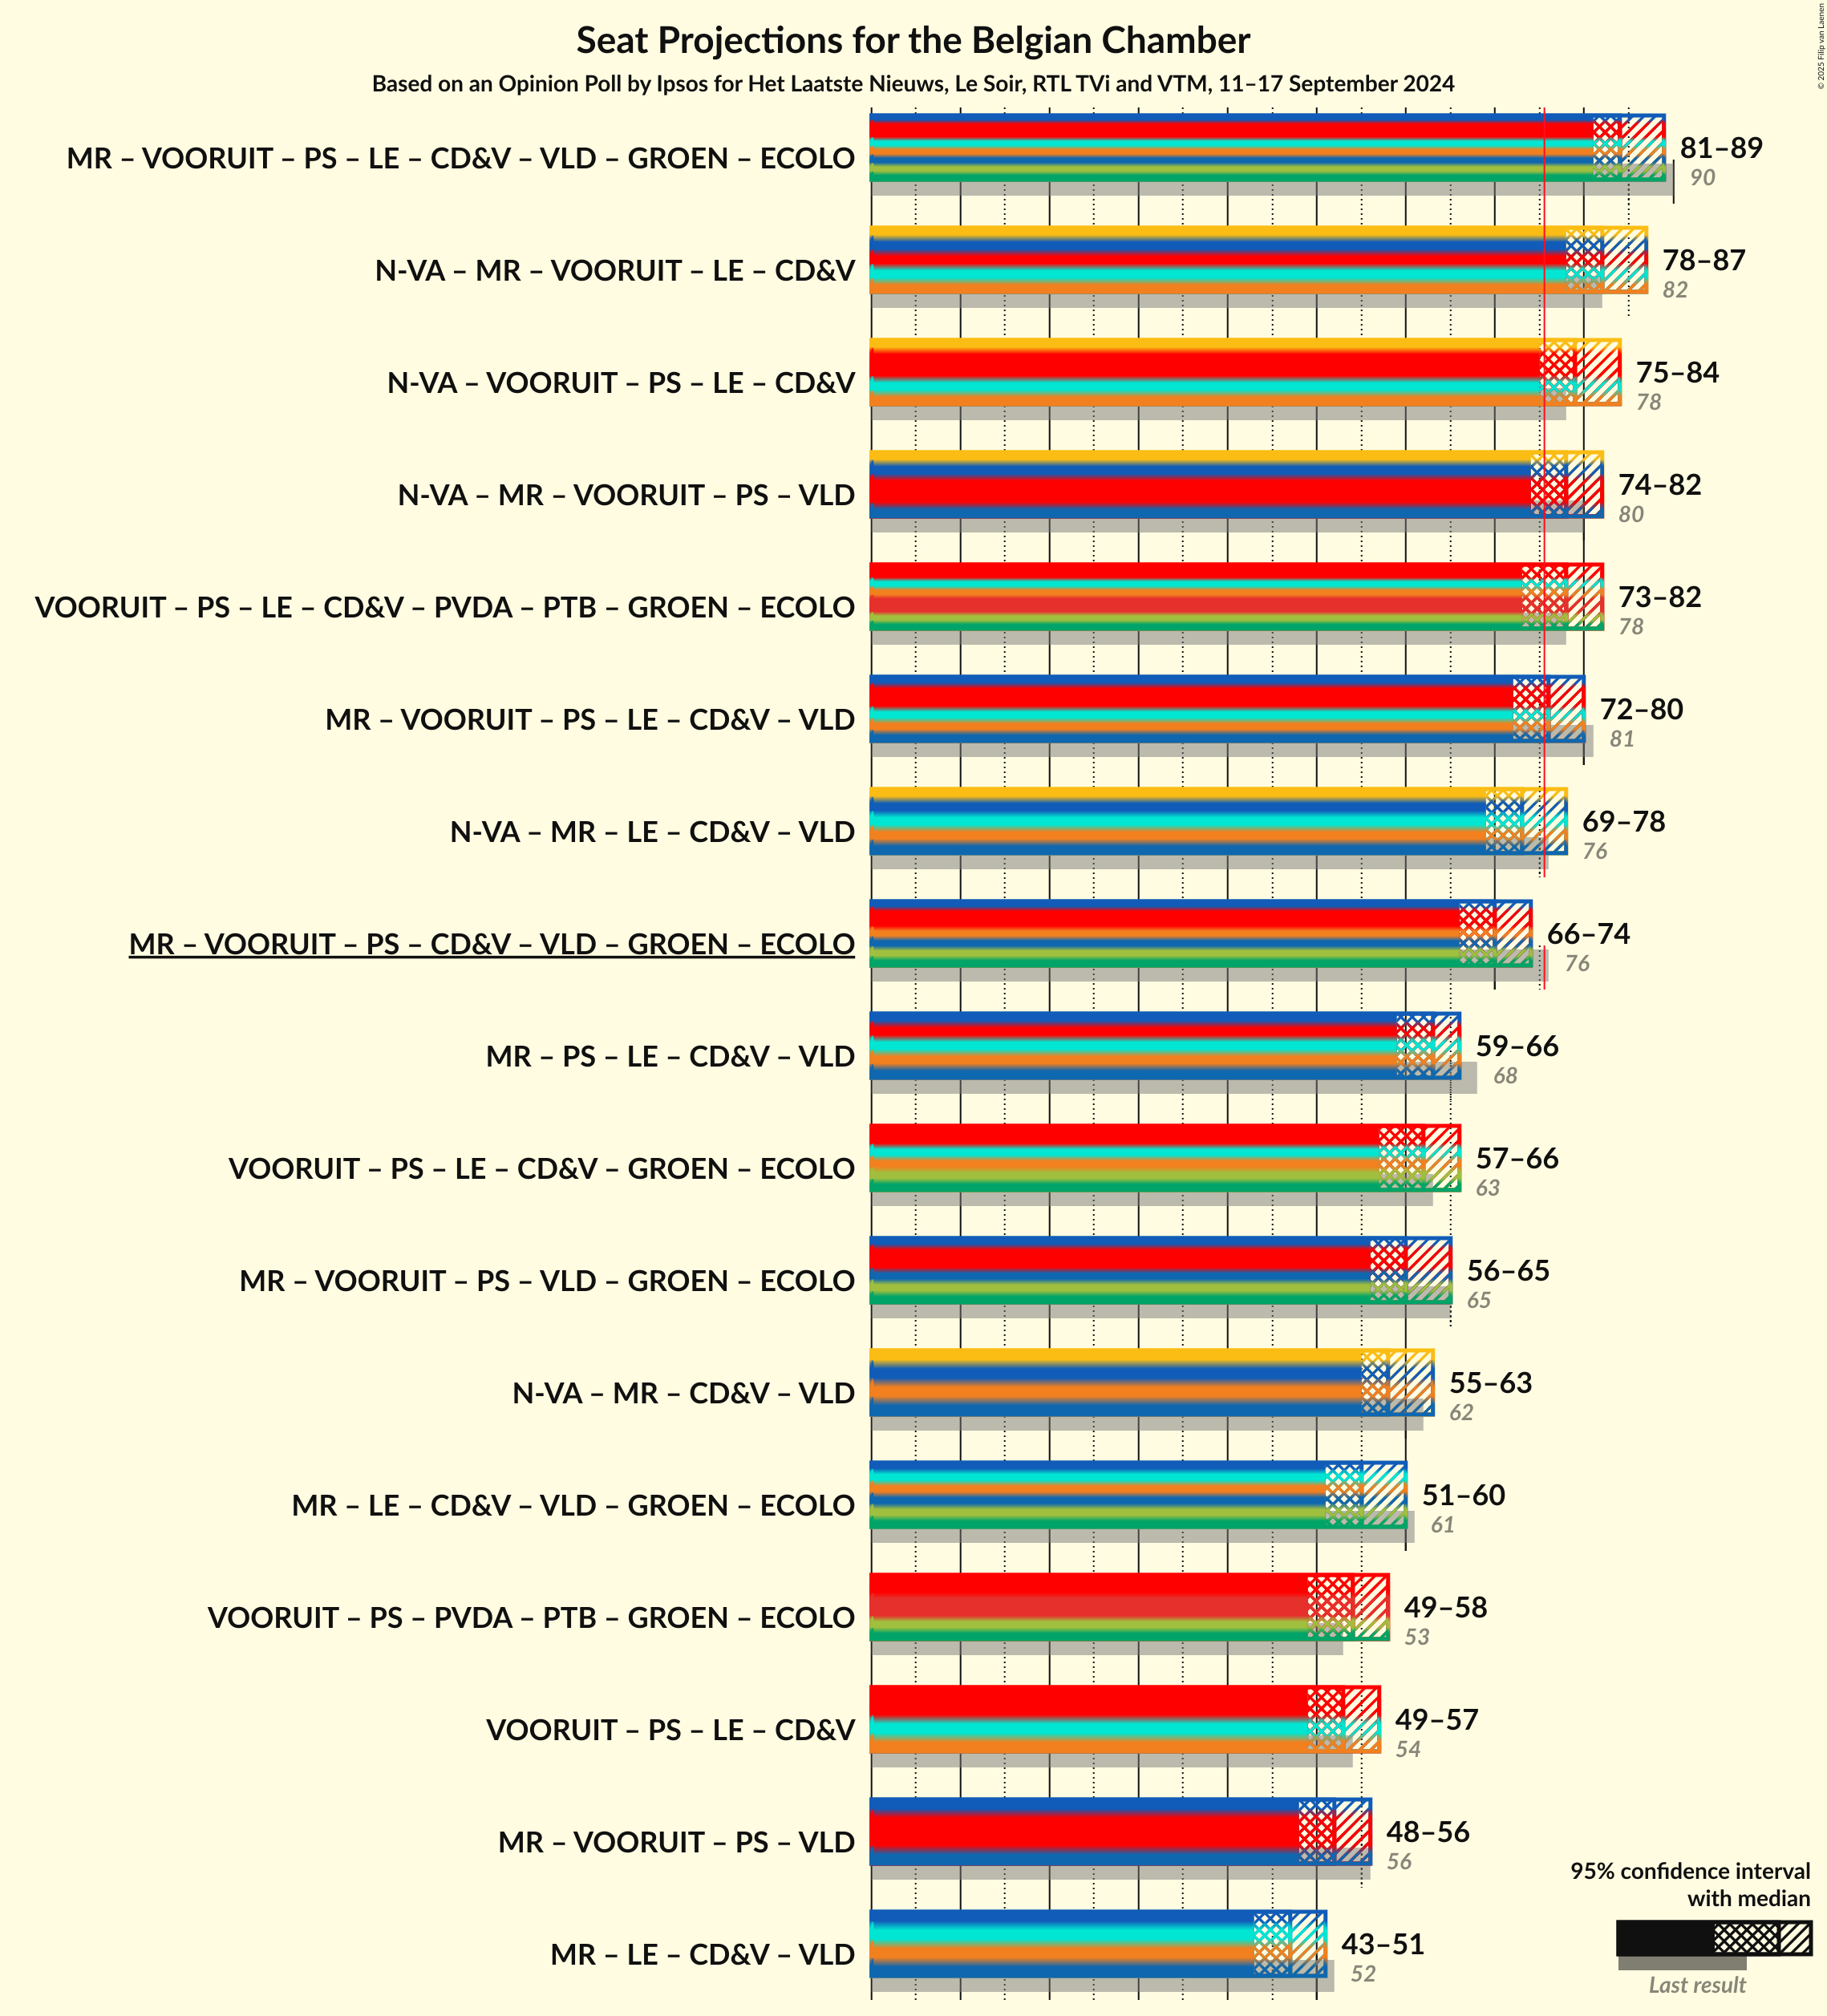 Seat Projections for the Belgian Chamber
Based on an Opinion Poll by Ipsos for Het Laatste Nieuws, Le Soir, RTL TVi and VTM, 11–17 September 2024
© 2025 Filip van Laenen
MR – VOORUIT – PS – LE – CD&V – VLD – GROEN – ECOLO
81–89
90
N-VA – MR – VOORUIT – LE – CD&V
78–87
82
N-VA – VOORUIT – PS – LE – CD&V
75–84
78
N-VA – MR – VOORUIT – PS – VLD
74–82
80
VOORUIT – PS – LE – CD&V – PVDA – PTB – GROEN – ECOLO
73–82
78
MR – VOORUIT – PS – LE – CD&V – VLD
72–80
81
N-VA – MR – LE – CD&V – VLD
69–78
76
MR – VOORUIT – PS – CD&V – VLD – GROEN – ECOLO
66–74
76
MR – PS – LE – CD&V – VLD
59–66
68
VOORUIT – PS – LE – CD&V – GROEN – ECOLO
57–66
63
MR – VOORUIT – PS – VLD – GROEN – ECOLO
56–65
65
N-VA – MR – CD&V – VLD
55–63
62
MR – LE – CD&V – VLD – GROEN – ECOLO
51–60
61
VOORUIT – PS – PVDA – PTB – GROEN – ECOLO
49–58
53
VOORUIT – PS – LE – CD&V
49–57
54
MR – VOORUIT – PS – VLD
48–56
56
MR – LE – CD&V – VLD
43–51
52
95% confidence interval
with median
Last result